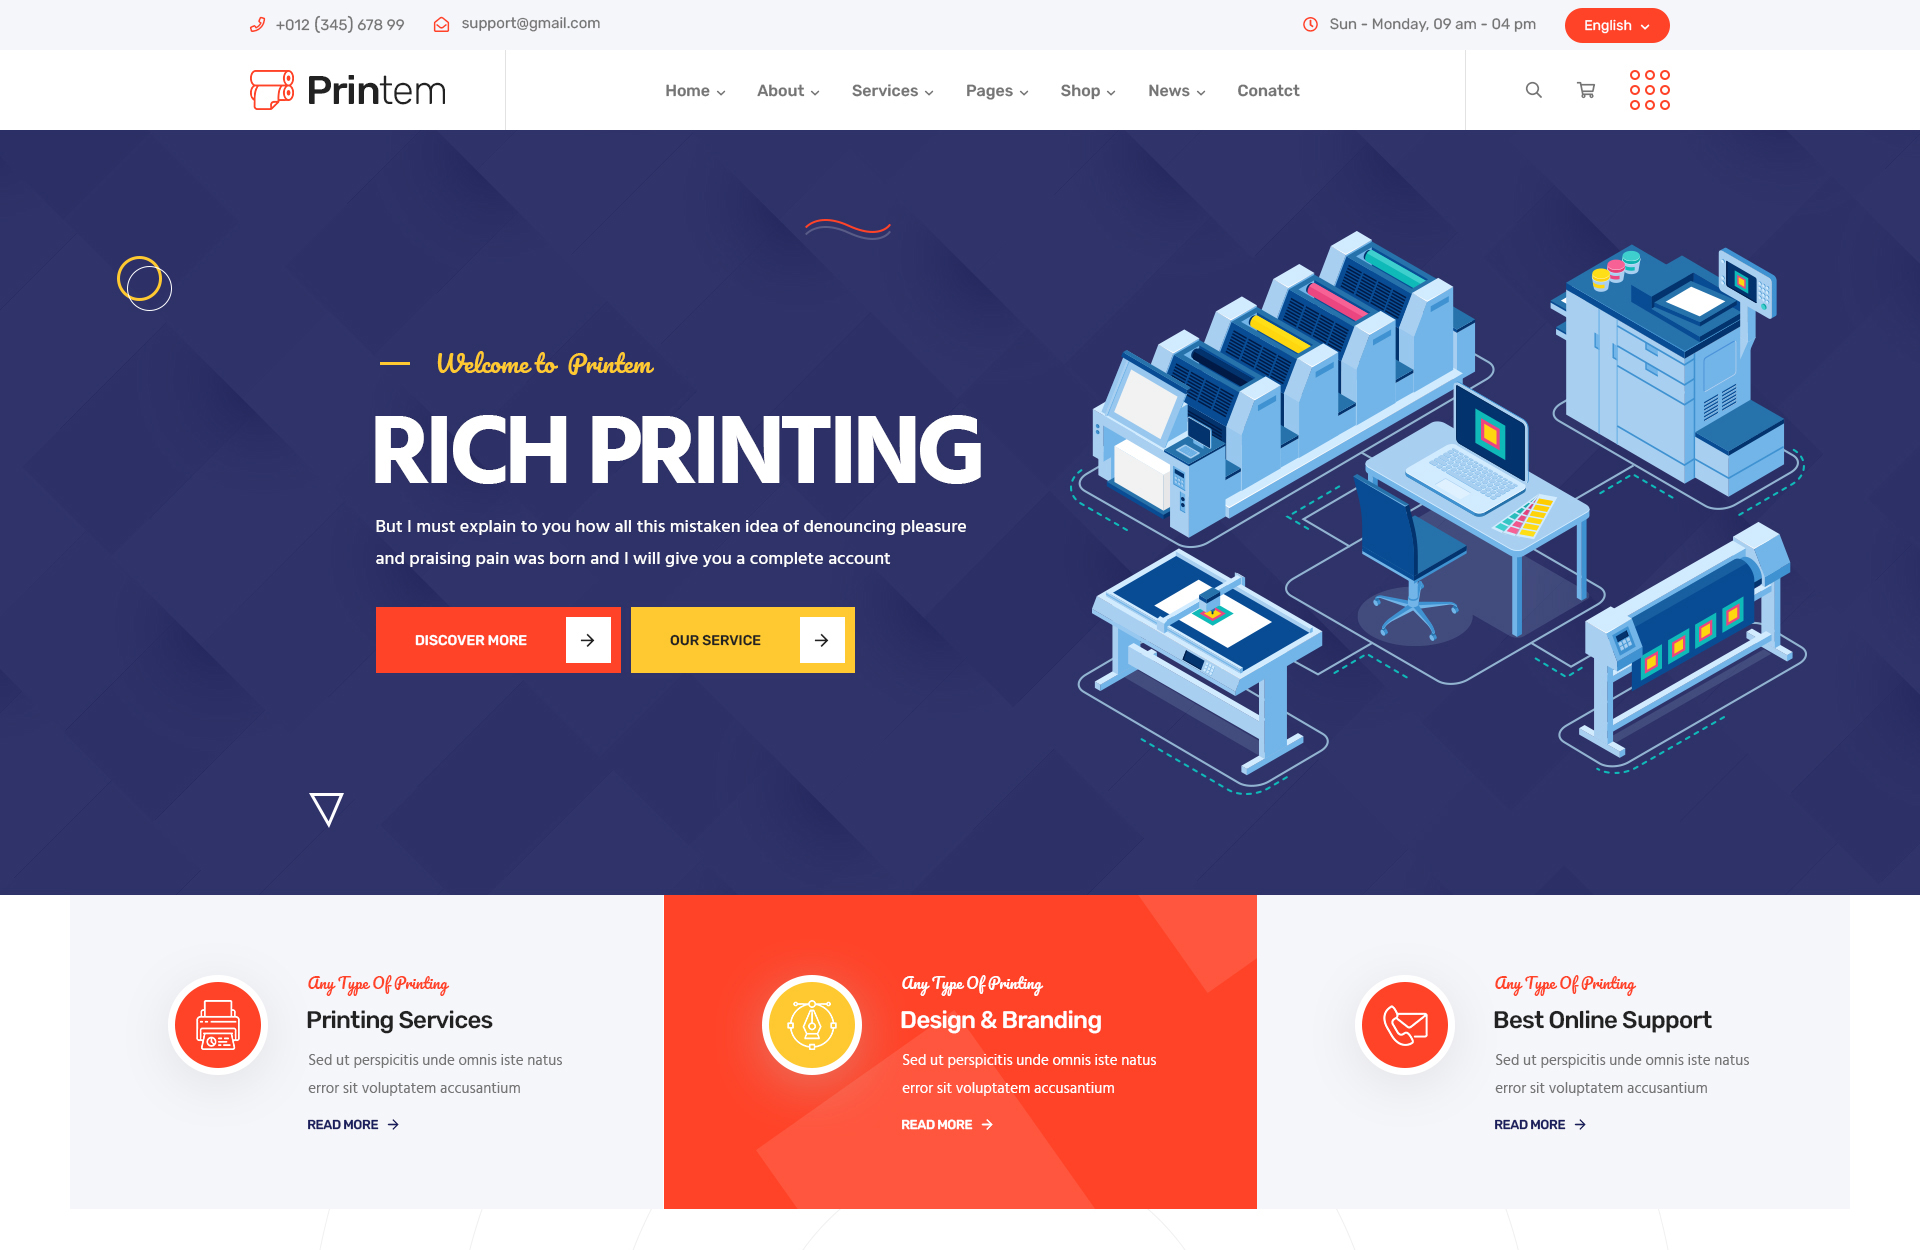 +012 (345) 678 99
support@gmail.com
Sun - Monday, 09 am - 04 pm
English
Printem
Home
About
Services
Pages
Shop
News
Conatct
Welcome to Printem
RICH PRINTING
But I must explain to you how all this mistaken idea of denouncing pleasure
and praising pain was born and I will give you a complete account
DISCOVER MORE
OUR SERVICE
Any Type Of Printing
Printing Services
Sed ut perspicitis unde omnis iste natus
error sit voluptatem accusantium
READ MORE
Any Type Of Printing
Design & Branding
Sed ut perspicitis unde omnis iste natus
error sit voluptatem accusantium
READ MORE
Any Type Of Printing
Best Online Support
Sed ut perspicitis unde omnis iste natus
error sit voluptatem accusantium
READ MORE